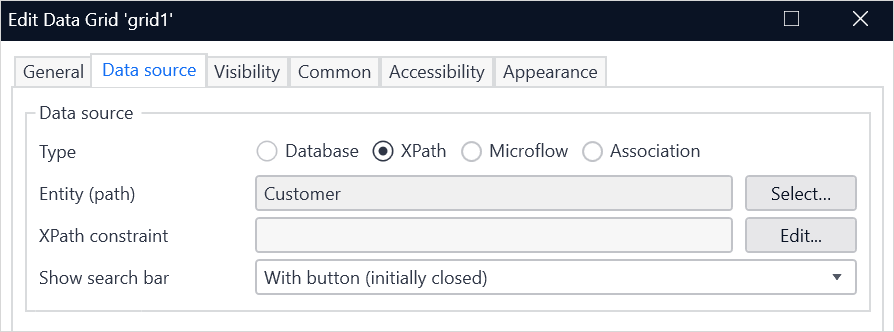 Edit Data Grid 'grid1'
General Data source Visibility Common Accessibility Appearance
Data source
Type Database XPath Microflow Association
Entity (path) Customer Select...
XPath constraint Edit...
Show search bar With button (initially closed)